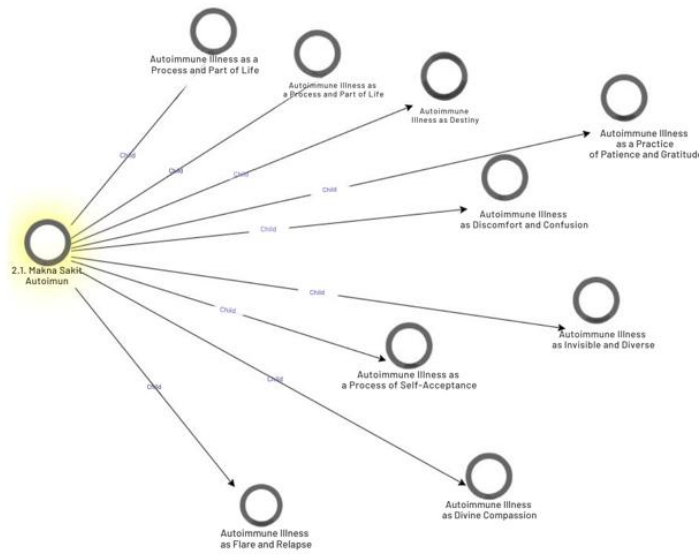 Autoimmune Illness as a
Process and Part of Life
Autoimmune Illness as
a Process and Part of Life
Autoimmune
Illness as Destiny
Autoimmune Illness
as a Practice
of Patience and Gratitude
Child
Child
Child
Child
Autoimmune Illness
as Discomfort and Confusion
Child
2.1. Makna Sakit
Autoimun
Child
Autoimmune Illness
as Invisible and Diverse
Child
Autoimmune Illness as
a Process of Self-Acceptance
Child
Child
Autoimmune Illness
as Divine Compassion
Autoimmune Illness
as Flare and Relapse